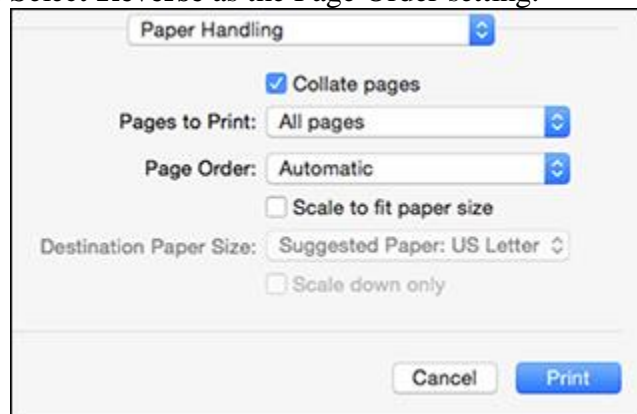 Select Reverse as the Page Order setting.
Paper Handling
Collate pages
Pages to Print: All pages
Page Order: Automatic
Scale to fit paper size
Destination Paper Size: Suggested Paper: US Letter
Scale down only
Cancel Print